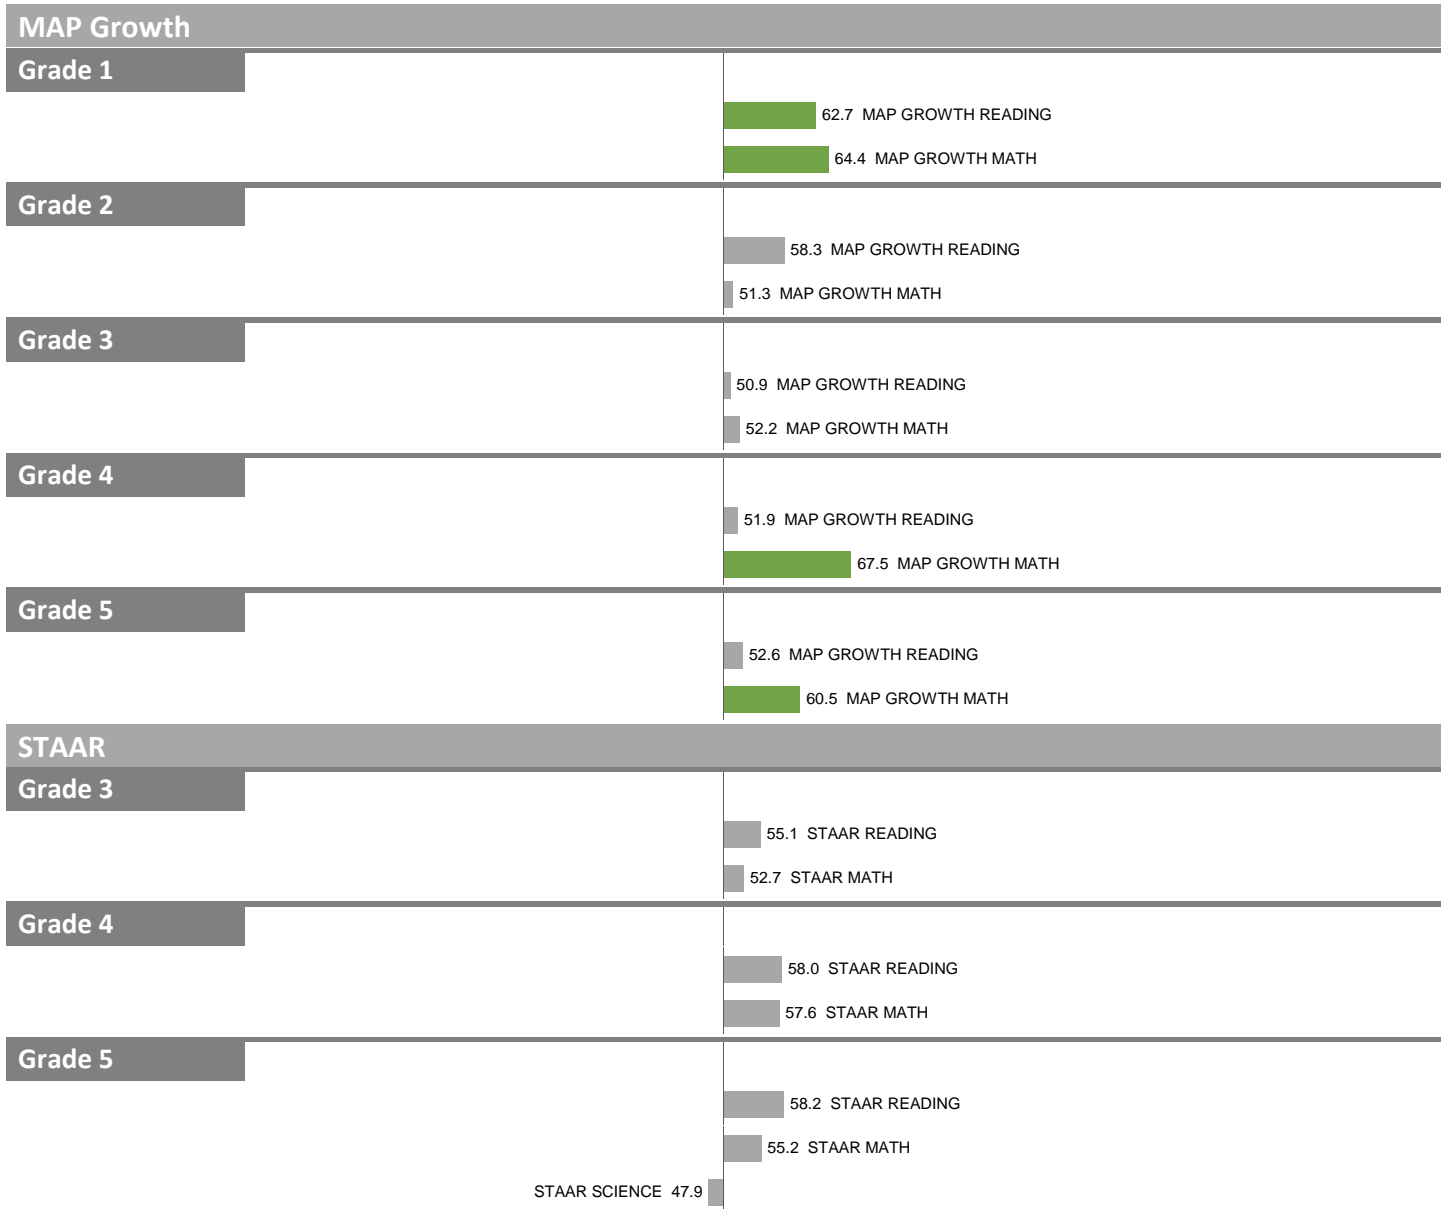 MAP Growth
Grade 1
62.7 MAP GROWTH READING
64.4 MAP GROWTH MATH
Grade 2
58.3 MAP GROWTH READING
51.3 MAP GROWTH MATH
Grade 3
50.9 MAP GROWTH READING
52.2 MAP GROWTH MATH
Grade 4
51.9 MAP GROWTH READING
67.5 MAP GROWTH MATH
Grade 5
52.6 MAP GROWTH READING
60.5 MAP GROWTH MATH
STAAR
Grade 3
55.1 STAAR READING
52.7 STAAR MATH
Grade 4
58.0 STAAR READING
57.6 STAAR MATH
Grade 5
58.2 STAAR READING
55.2 STAAR MATH
STAAR SCIENCE 47.9